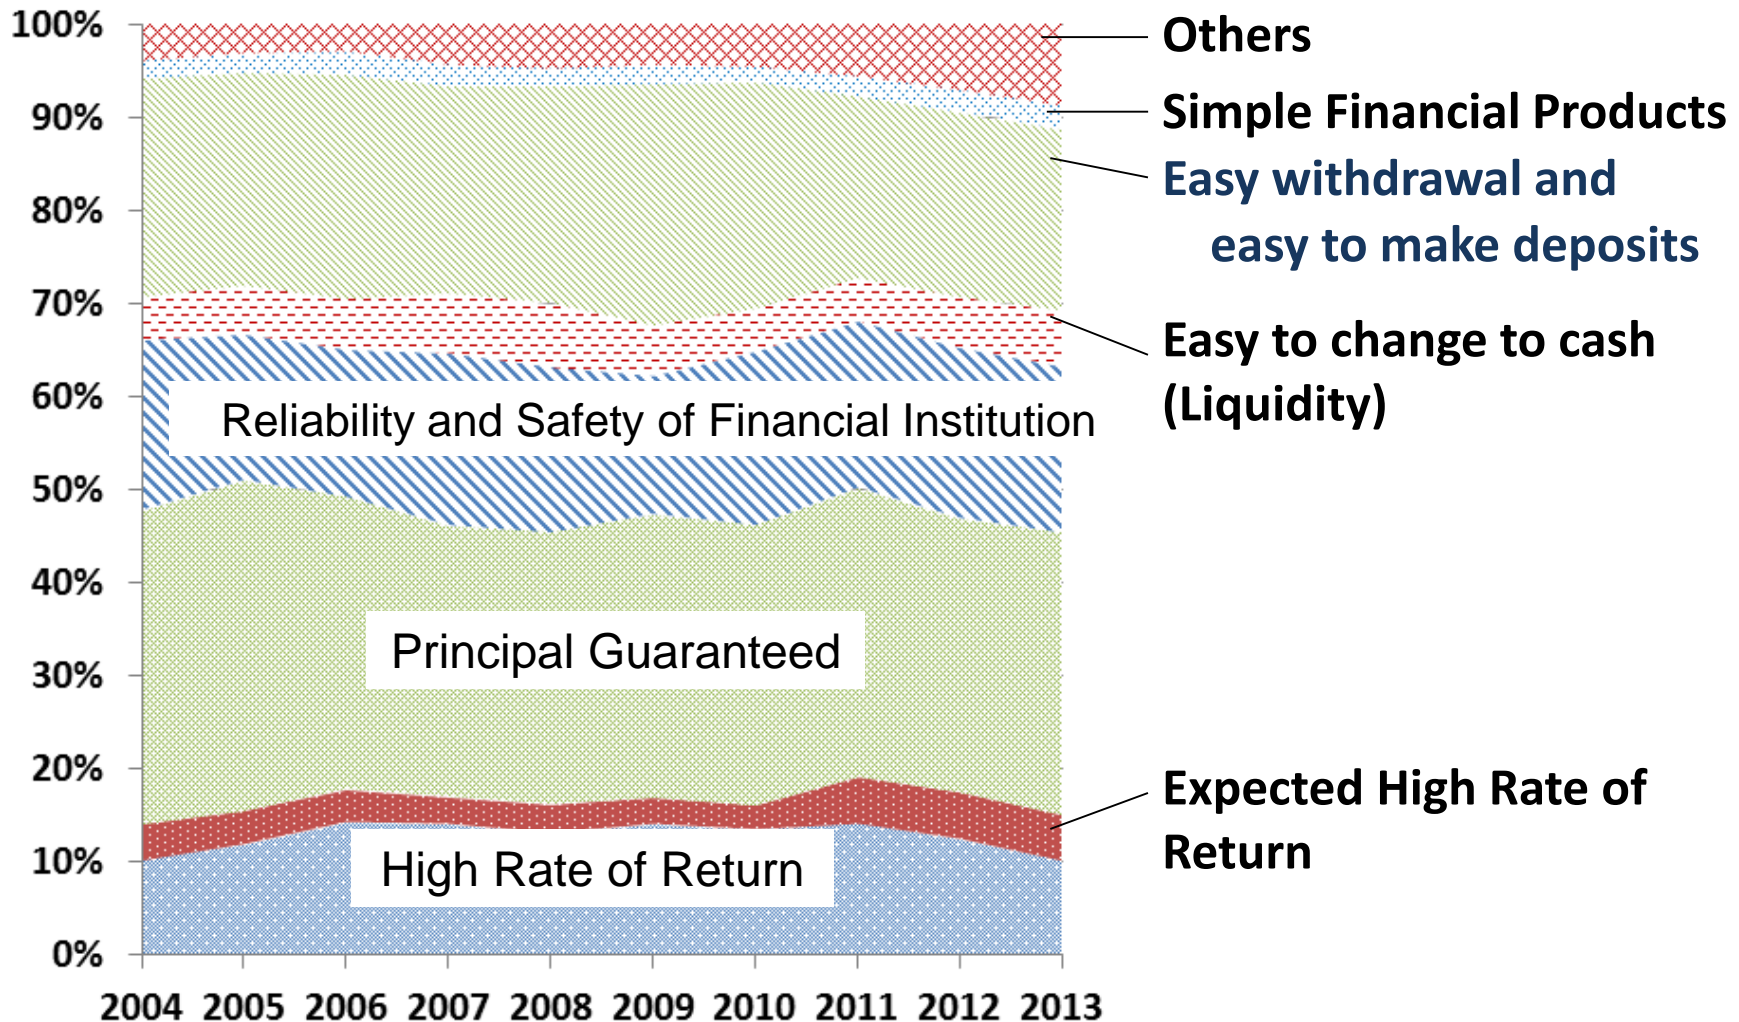 100%
90%
80%
70%
60%
50%
40%
30%
20%
10%
0%
2004 2005 2006 2007 2008 2009 2010 2011 2012 2013
Others
Simple Financial Products
Easy withdrawal and
easy to make deposits
Easy to change to cash
(Liquidity)
Reliability and Safety of Financial Institution
Principal Guaranteed
Expected High Rate of
Return
High Rate of Return